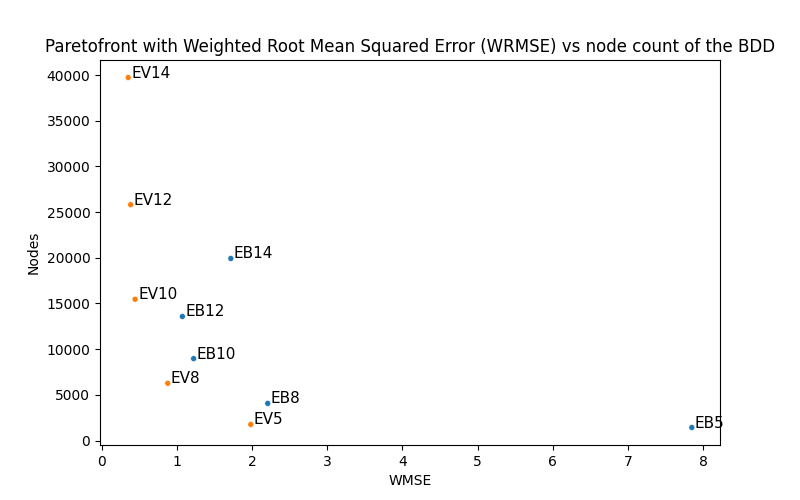 Paretofront with Weighted Root Mean Squared Error (WRMSE) vs node count of the BDD
40000
35000
30000
25000
20000
15000
10000
5000
0
Nodes
EV14
EV12
EB14
EV10
EB12
EB10
EV8
EB8
EV5
EB5
0 1 2 3 4 5 6 7 8
WMSE